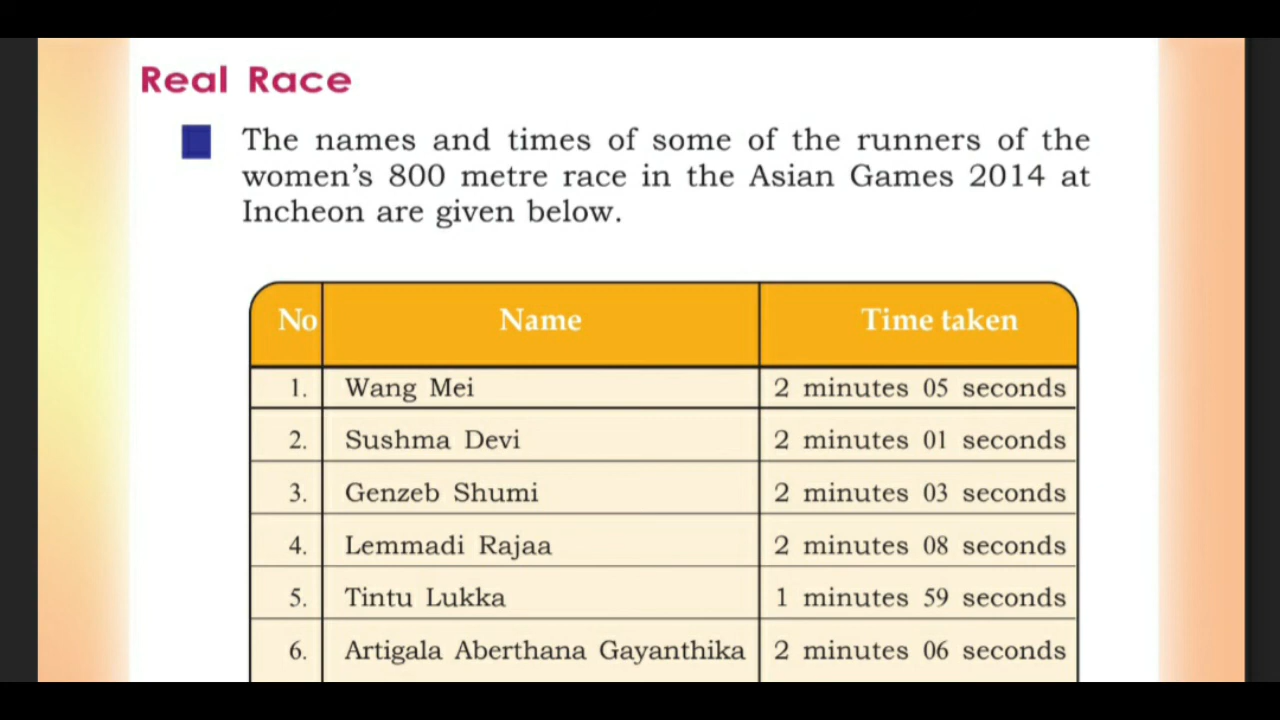 Real Race
The names and times of some of the runners of the
women's 800 metre race in the Asian Games 2014 at
Incheon are given below.
No Name Time taken
1. Wang Mei 2 minutes 05 seconds
2. Sushma Devi 2 minutes 01 seconds
3. Genzeb Shumi 2 minutes 03 seconds
4. Lemmadi Rajaa 2 minutes 08 seconds
5. Tintu Lukka 1 minutes 59 seconds
6. Artigala Aberthana Gayanthika 2 minutes 06 seconds